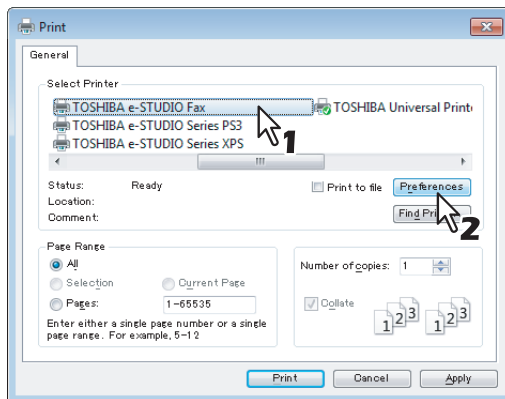 Print
General
Select Printer
TOSHIBA e-STUDIO Fax
TOSHIBA Universal Print
TOSHIBA e-STUDIO Series PS3
TOSHIBA e-STUDIO Series XPS
1
Status: Ready
Print to file
Preferences
Location:
Comment:
Find Pri
2
Page Range
All
Selection
Current Page
Pages:
1-65535
Enter either a single page number or a single
page range. For example, 5-12
Number of copies: 1
Collate
1 2 3 1 2 3
Print Cancel Apply